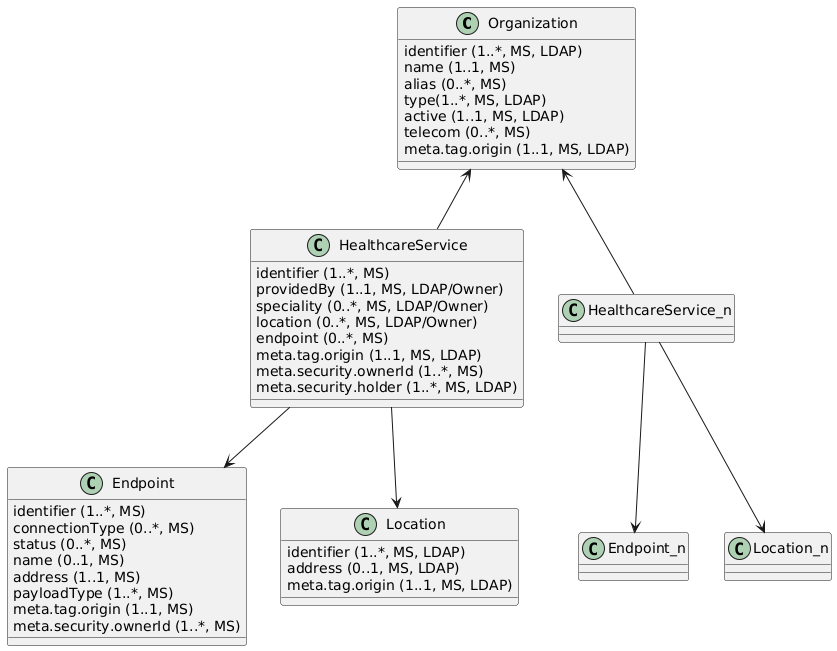 C Organization
identifier (1..*, MS, LDAP)
name (1..1, MS)
alias (0..*, MS)
type(1..*, MS, LDAP)
active (1..1, MS, LDAP)
telecom (0..*, MS)
meta.tag.origin (1..1, MS, LDAP)
C HealthcareService
identifier (1..*, MS)
providedBy (1..1, MS, LDAP/Owner)
speciality (0..*, MS, LDAP/Owner)
location (0..*, MS, LDAP/Owner)
endpoint (0..*, MS)
meta.tag.origin (1..1, MS, LDAP)
meta.security.ownerId (1..*, MS)
meta.security.holder (1..*, MS, LDAP)
C HealthcareService_n
C Endpoint
identifier (1..*, MS)
connectionType (0..*, MS)
status (0..*, MS)
name (0..1, MS)
address (1..1, MS)
payloadType (1..*, MS)
meta.tag.origin (1..1, MS)
meta.security.ownerId (1..*, MS)
C Location
identifier (1..*, MS, LDAP)
address (0..1, MS, LDAP)
meta.tag.origin (1..1, MS, LDAP)
C Endpoint_n
C Location_n